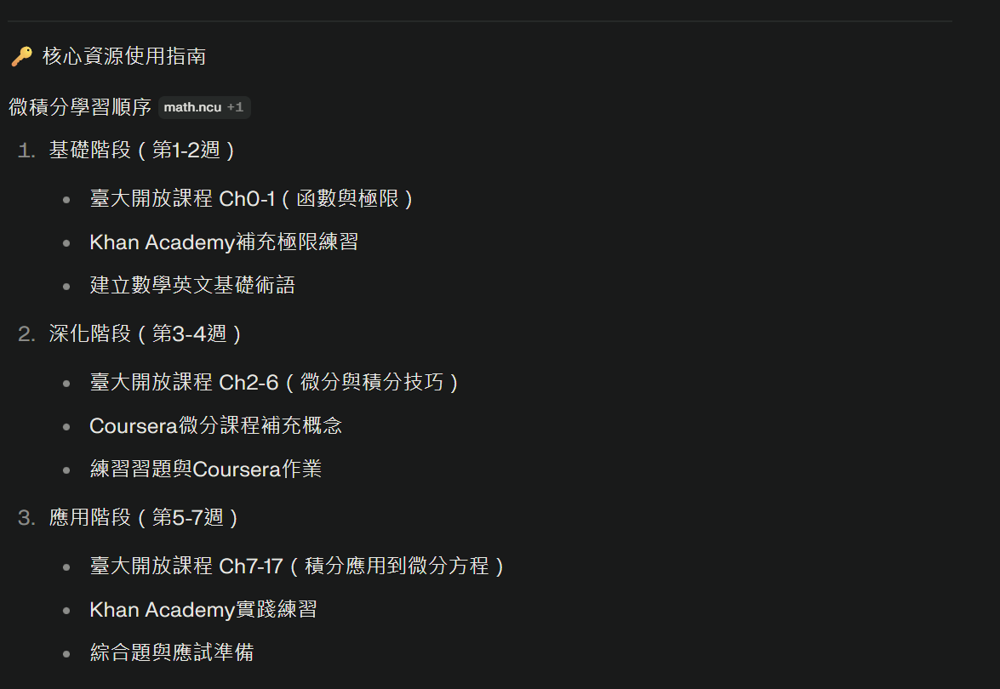 🔑 核心資源使用指南
微積分學習順序 math.ncu +1
1. 基礎階段（第1-2週）
• 臺大開放課程 Ch0-1（函數與極限）
• Khan Academy補充極限練習
• 建立數學英文基礎術語
2. 深化階段（第3-4週）
• 臺大開放課程 Ch2-6（微分與積分技巧）
• Coursera微分課程補充概念
• 練習習題與Coursera作業
3. 應用階段（第5-7週）
• 臺大開放課程 Ch7-17（積分應用到微分方程）
• Khan Academy實踐練習
• 綜合題與應試準備